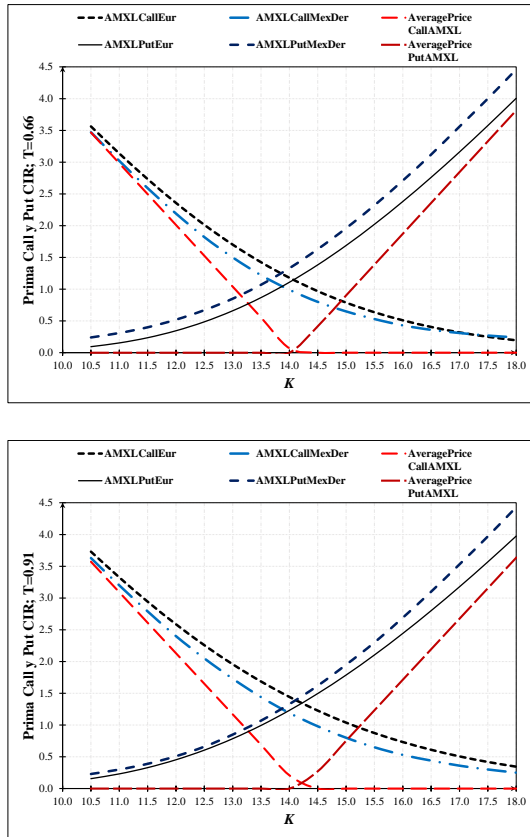 AMXLCallEur AMXLCallMexDer AveragePrice CallAMXL
AMXLPutEur AMXLPutMexDer AveragePrice PutAMXL
Prima Call y Put CIR; T=0.66
4.5
4.0
3.5
3.0
2.5
2.0
1.5
1.0
0.5
0.0
10.0 10.5 11.0 11.5 12.0 12.5 13.0 13.5 14.0 14.5 15.0 15.5 16.0 16.5 17.0 17.5 18.0
K
AMXLCallEur AMXLCallMexDer AveragePrice CallAMXL
AMXLPutEur AMXLPutMexDer AveragePrice PutAMXL
Prima Call y Put CIR; T=0.91
4.5
4.0
3.5
3.0
2.5
2.0
1.5
1.0
0.5
0.0
10.0 10.5 11.0 11.5 12.0 12.5 13.0 13.5 14.0 14.5 15.0 15.5 16.0 16.5 17.0 17.5 18.0
K